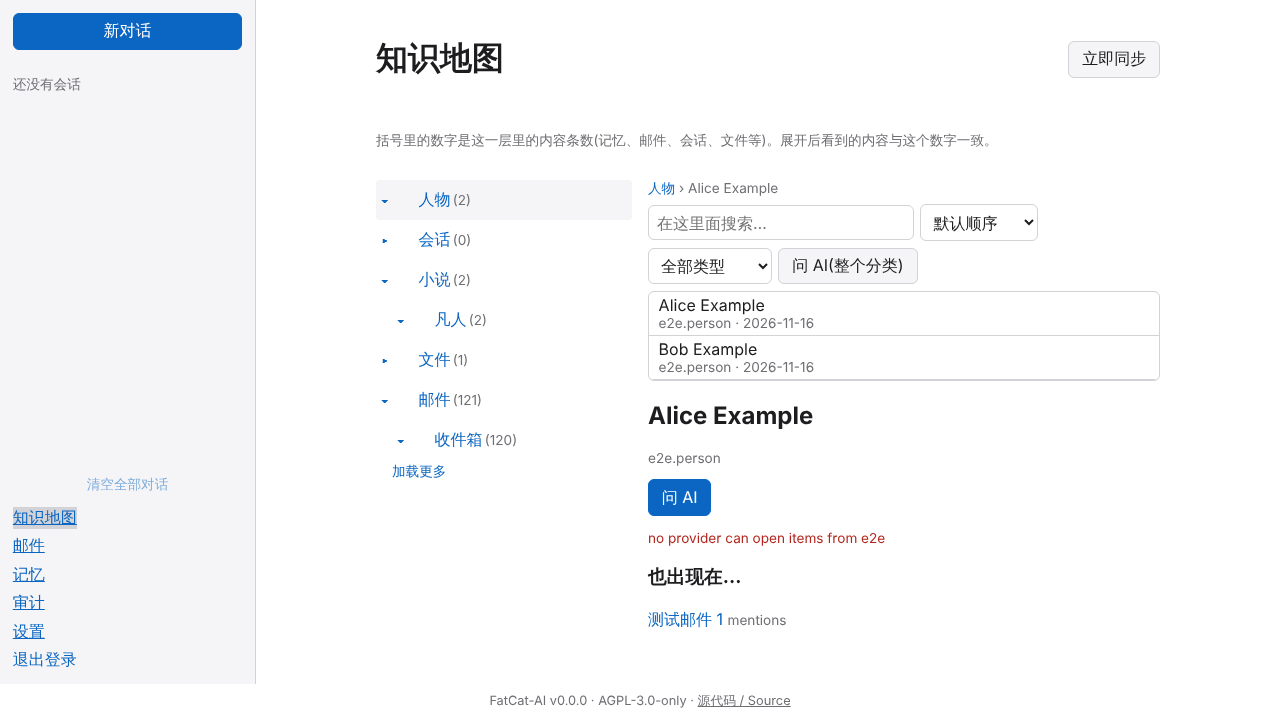 新对话
还没有会话
清空全部对话
知识地图
邮件
记忆
审计
设置
退出登录
知识地图
立即同步
括号里的数字是这一层里的内容条数(记忆、邮件、会话、文件等)。展开后看到的内容与这个数字一致。
人物 (2)
会话 (0)
小说 (2)
凡人 (2)
文件 (1)
邮件 (121)
收件箱 (120)
加载更多
人物 › Alice Example
在这里面搜索...
默认顺序
全部类型
问 AI(整个分类)
Alice Example
e2e.person · 2026-11-16
Bob Example
e2e.person · 2026-11-16
Alice Example
e2e.person
问 AI
no provider can open items from e2e
也出现在...
测试邮件 1 mentions
FatCat-AI v0.0.0 · AGPL-3.0-only · 源代码 / Source